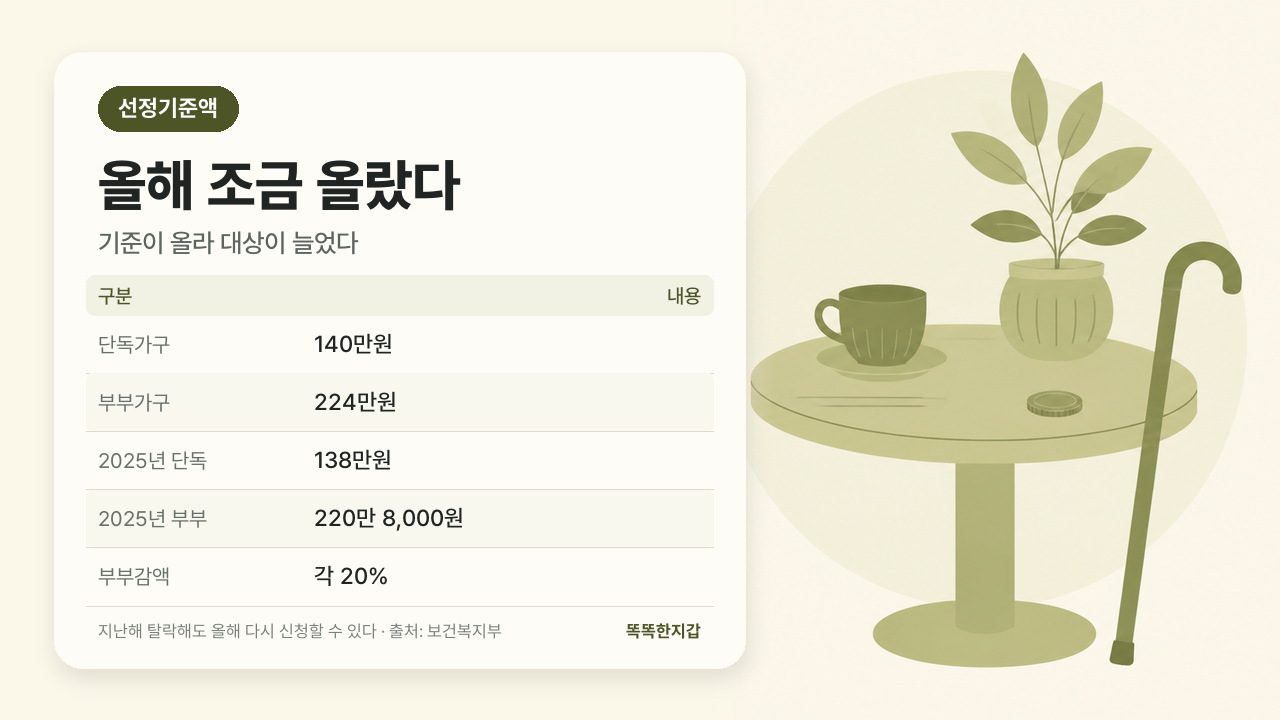 선정기준액
올해 조금 올랐다
기준이 올라 대상이 늘었다
구분 내용
단독가구 140만원
부부가구 224만원
2025년 단독 138만원
2025년 부부 220만 8,000원
부부감액 각 20%
지난해 탈락해도 올해 다시 신청할 수 있다 · 출처: 보건복지부 똑똑한지갑